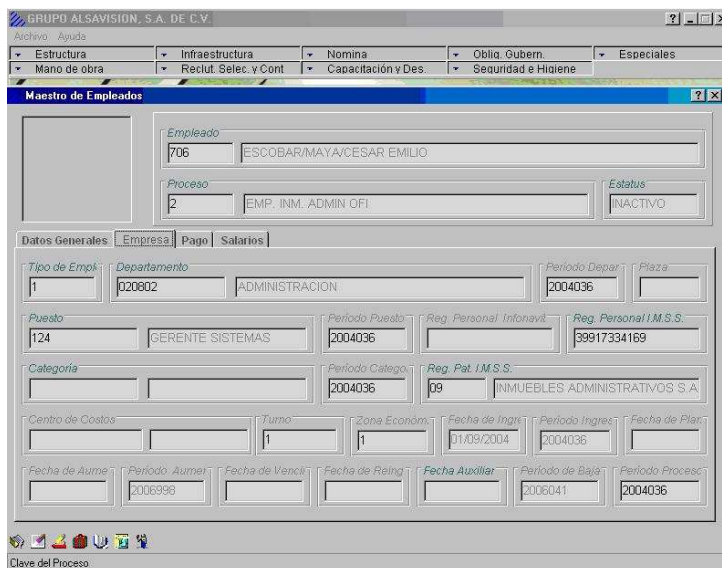 GRUPO ALSAVISION, S.A. DE C.V.
Archivo Ayuda
Estructura Infraestructura Nomina Oblig. Gubern. Especiales
Mano de obra Reclut. Selec. y Cont Capacitación y Des. Seguridad e Higiene
Maestro de Empleados
Empleado
706 ESCOBAR/MAYA/CESAR EMILIO
Proceso Estatus
2 EMP. INM. ADMIN OFI. INACTIVO
Datos Generales Empresa Pago Salarios
Tipo de Emple Departamento Periodo Depar Plaza
1 020802 ADMINISTRACION 2004036
Puesto Periodo Puesto Reg. Personal Infonavit Reg. Personal I.M.S.S.
124 GERENTE SISTEMAS 2004036 39917334169
Categoría Periodo Catego. Reg. Pat. I.M.S.S.
2004036 09 INMUEBLES ADMINISTRATIVOS S.A
Centro de Costos Turno Zona Económ. Fecha de Ingre Periodo Ingres Fecha de Plan
1 1 01/09/2004 2004036
Fecha de Aume Periodo Aumen Fecha de Venci Fecha de Reing Fecha Auxiliar Periodo de Baja Periodo Proceso
2006998 2006041 2004036
Clave del Proceso